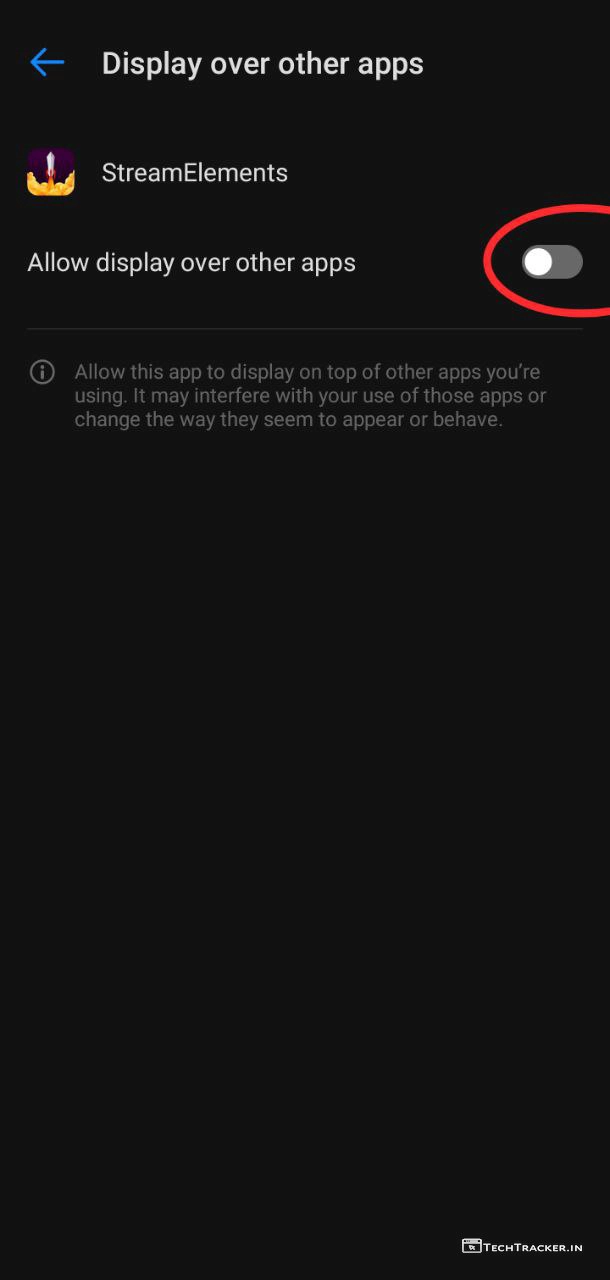 Display over other apps
StreamElements
Allow display over other apps
Allow this app to display on top of other apps you’re
using. It may interfere with your use of those apps or
change the way they seem to appear or behave.
TECHTRACKER.IN